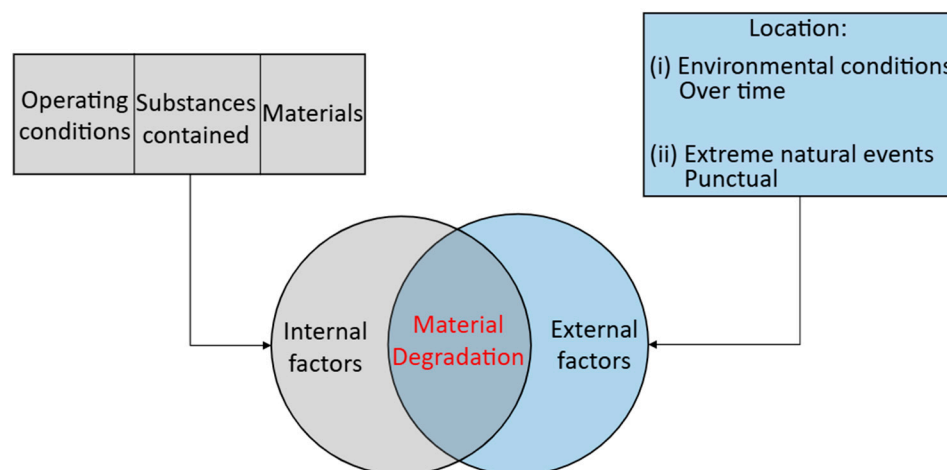 Location:
(i) Environmental conditions
Over time
(ii) Extreme natural events
Punctual
Operating
conditions
Substances
contained
Materials
Internal
factors
Material
Degradation
External
factors